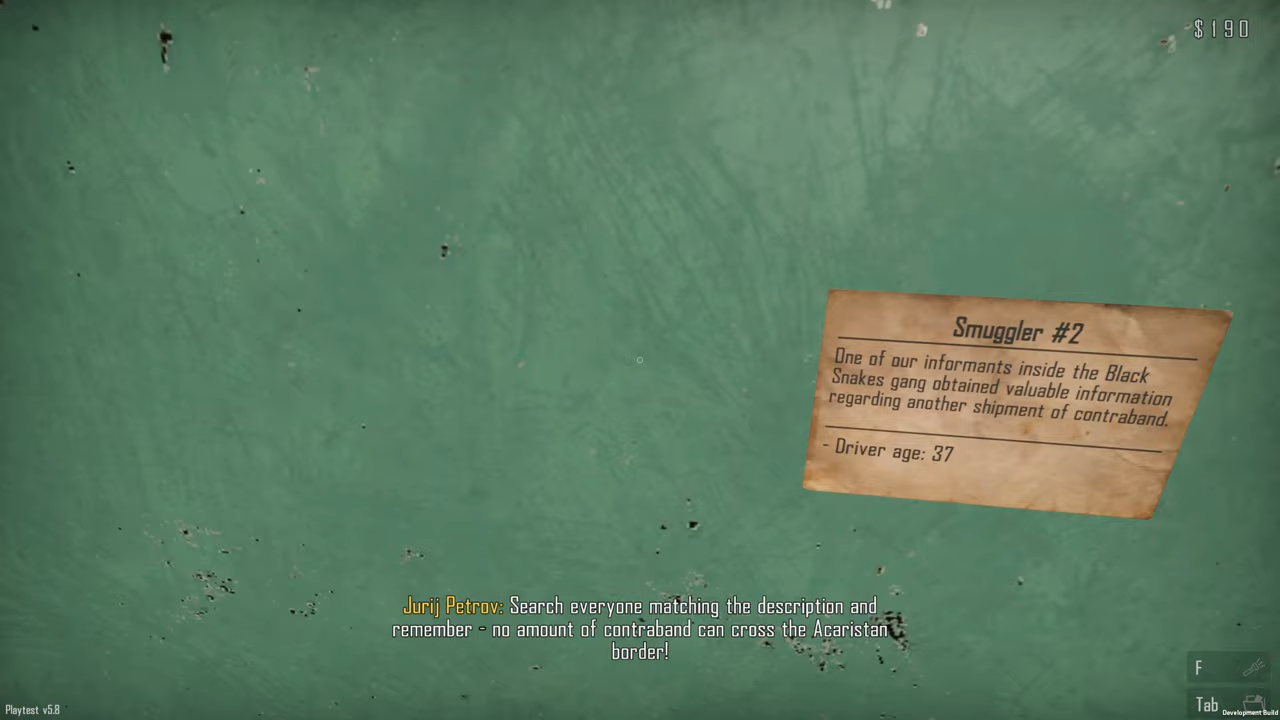 $190
Smuggler #2
One of our informants inside the Black
Snakes gang obtained valuable information
regarding another shipment of contraband.
- Driver age: 37
Jurij Petrov: Search everyone matching the description and
remember - no amount of contraband can cross the Acaristan
border!
F
Tab
Playtest v5.8
Development Build